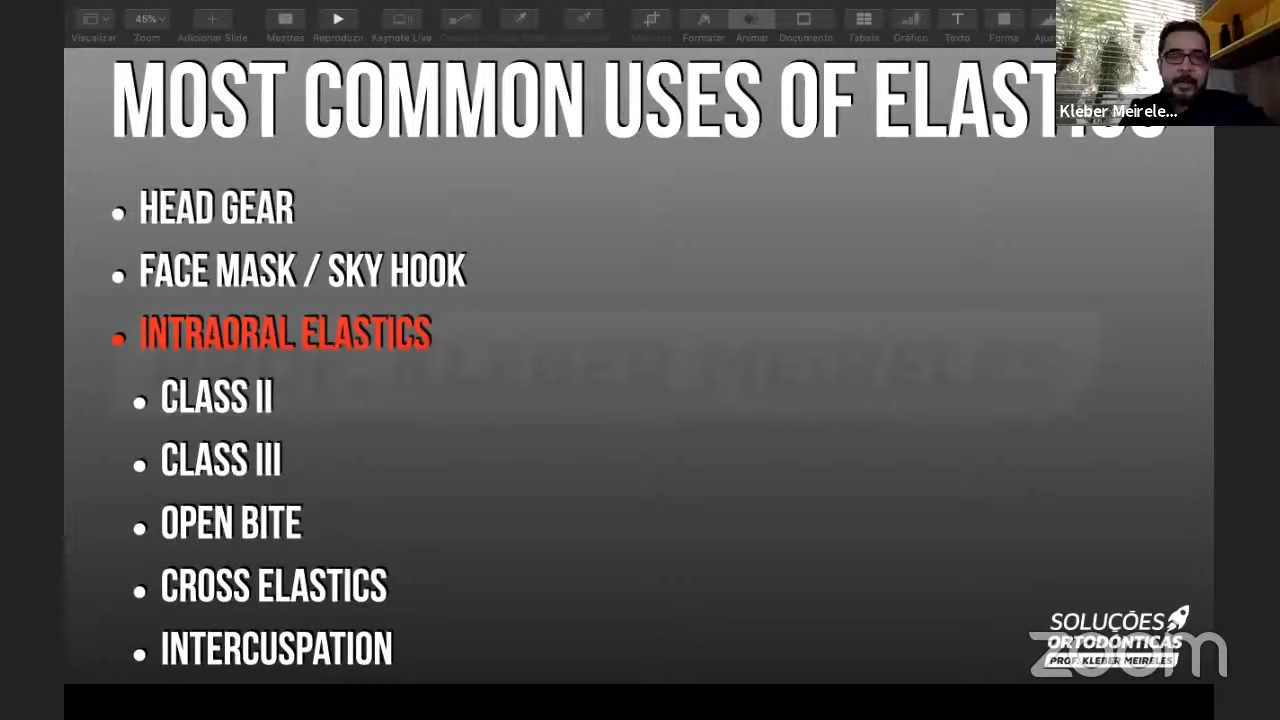 Visualizar
45%
Zoom
Adicionar Slide
Mestres
Reproduzir
Keynote Live
Formatar
Animar
Documento
Tabela
Gráfico
Texto
Forma
Kleber Meirele...
MOST COMMON USES OF
• HEAD GEAR
• FACE MASK / SKY HOOK
• INTRAORAL ELASTICS
• CLASS II
• CLASS III
• OPEN BITE
• CROSS ELASTICS
• INTERCUSPATION
SOLUÇÕES
ORTODÔNTICAS
PROF. KLEBER MEIRELES
zoom